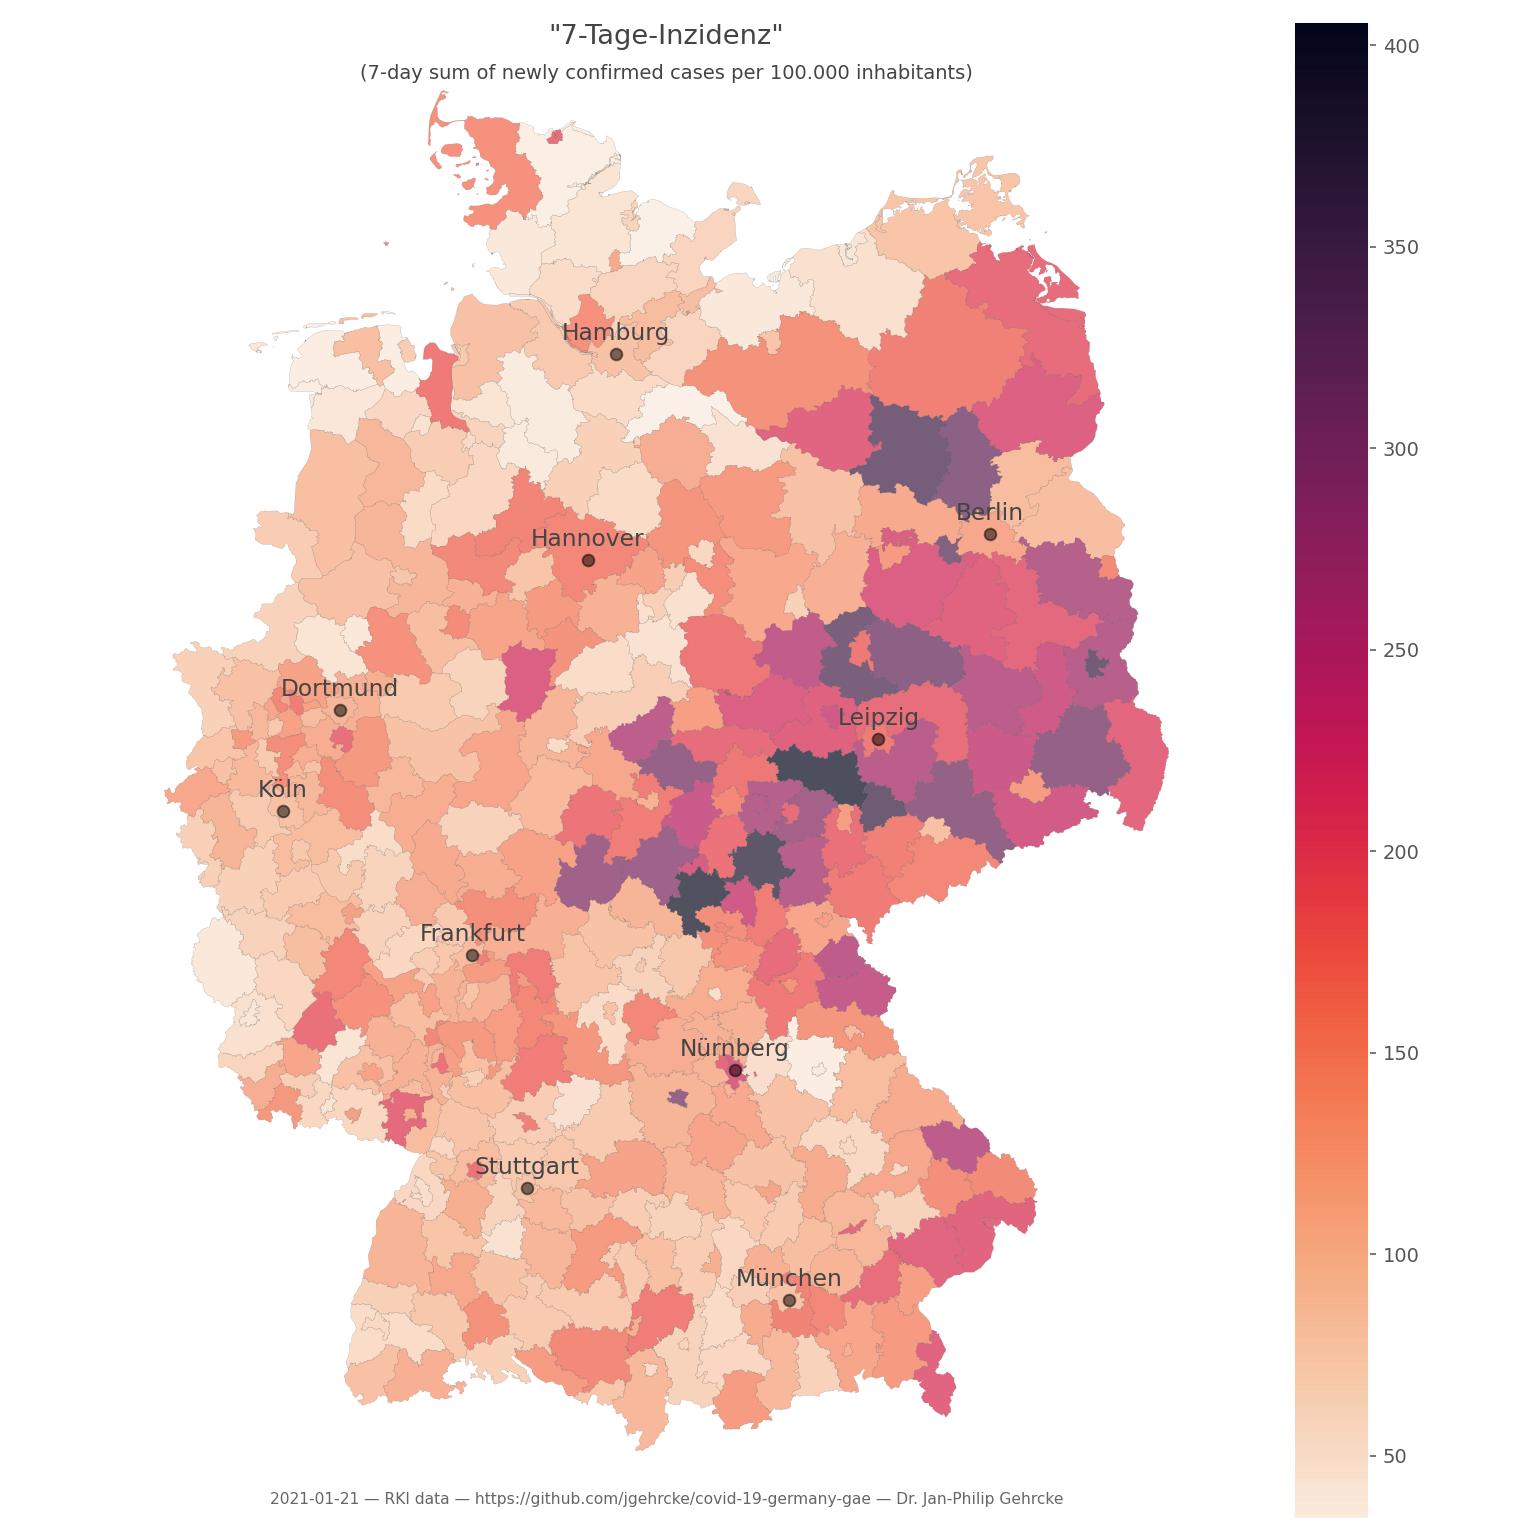 "7-Tage-Inzidenz"
(7-day sum of newly confirmed cases per 100.000 inhabitants)
400
350
300
250
200
150
100
50
Hamburg
Berlin
Hannover
Dortmund
Leipzig
Köln
Frankfurt
Nürnberg
Stuttgart
München
2021-01-21 — RKI data — https://github.com/jgehrcke/covid-19-germany-gae — Dr. Jan-Philip Gehrcke